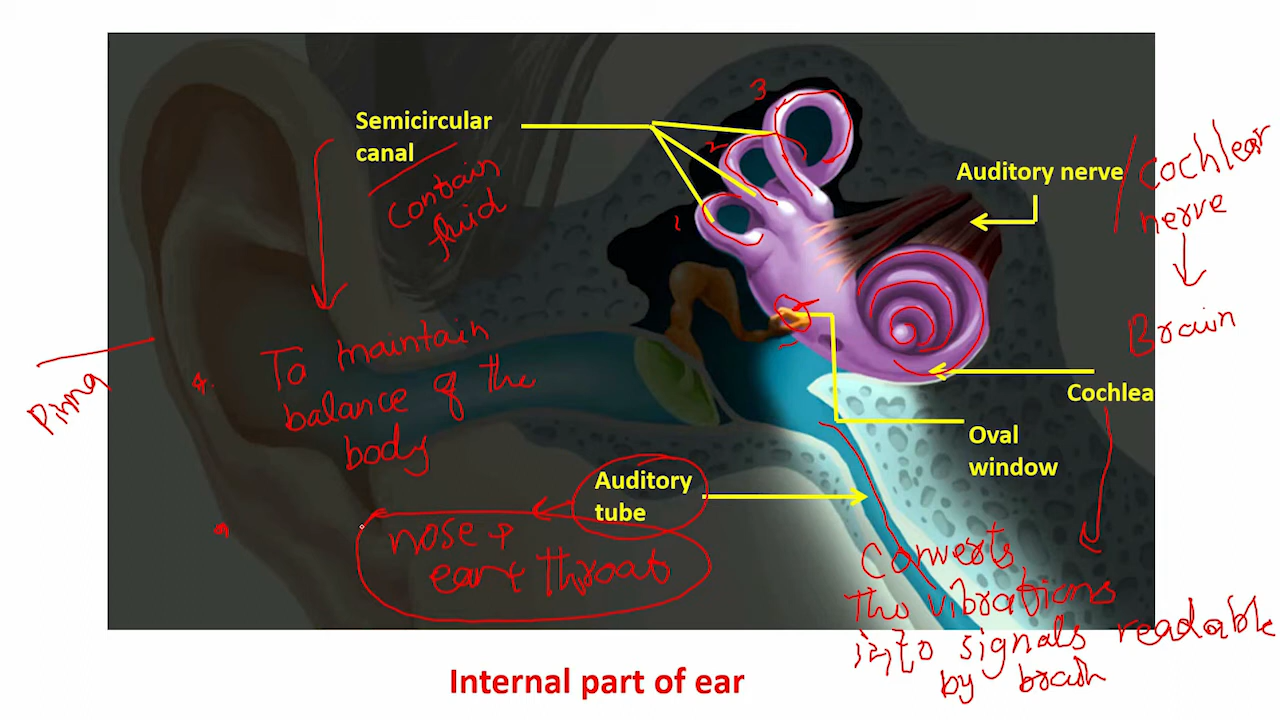 3
Semicircular
canal
contain
fluid
2
1
Auditory nerve / cochlear
nerve
Brain
To maintain
balance of the
body
Pinna
Cochlea
Oval
window
Auditory
tube
nose +
ear + throat
Converts
the vibrations
into signals readable
by brain
Internal part of ear